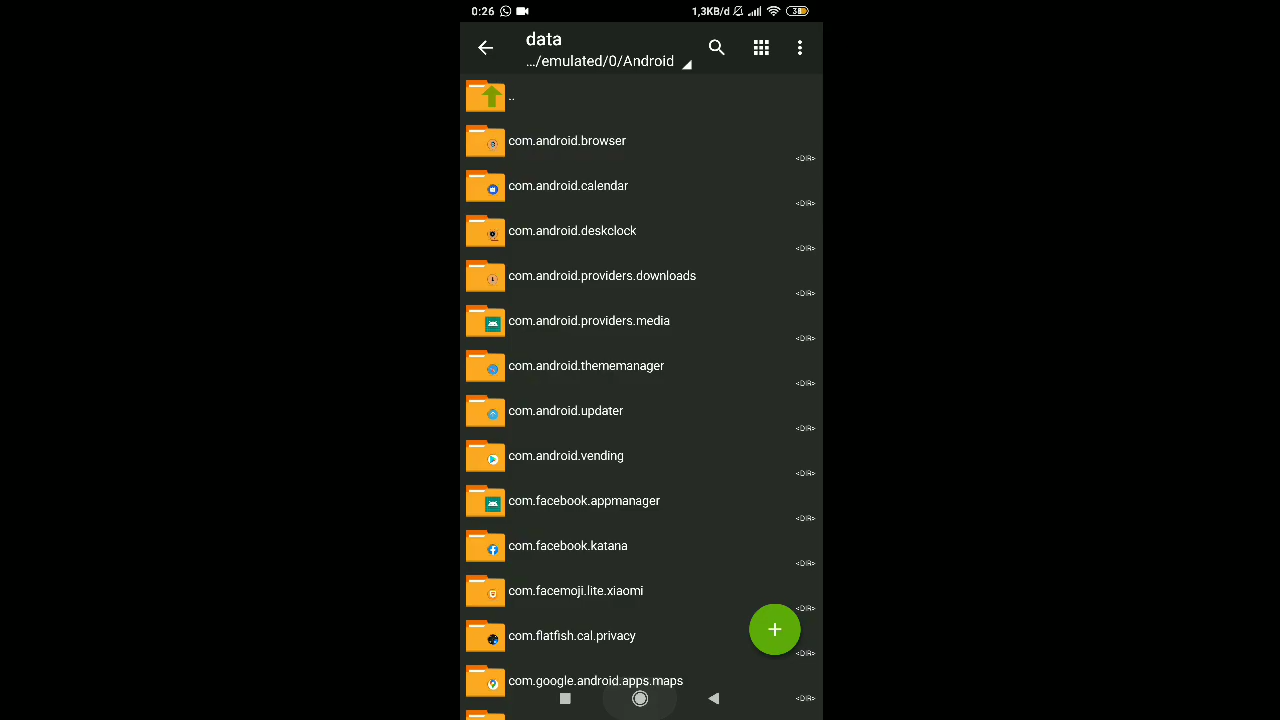 0:26
1,3KB/d
38
data
.../emulated/0/Android
..
com.android.browser
<DIR>
com.android.calendar
<DIR>
com.android.deskclock
<DIR>
com.android.providers.downloads
<DIR>
com.android.providers.media
<DIR>
com.android.thememanager
<DIR>
com.android.updater
<DIR>
com.android.vending
<DIR>
com.facebook.appmanager
<DIR>
com.facebook.katana
<DIR>
com.facemoji.lite.xiaomi
<DIR>
com.flatfish.cal.privacy
<DIR>
com.google.android.apps.maps
<DIR>